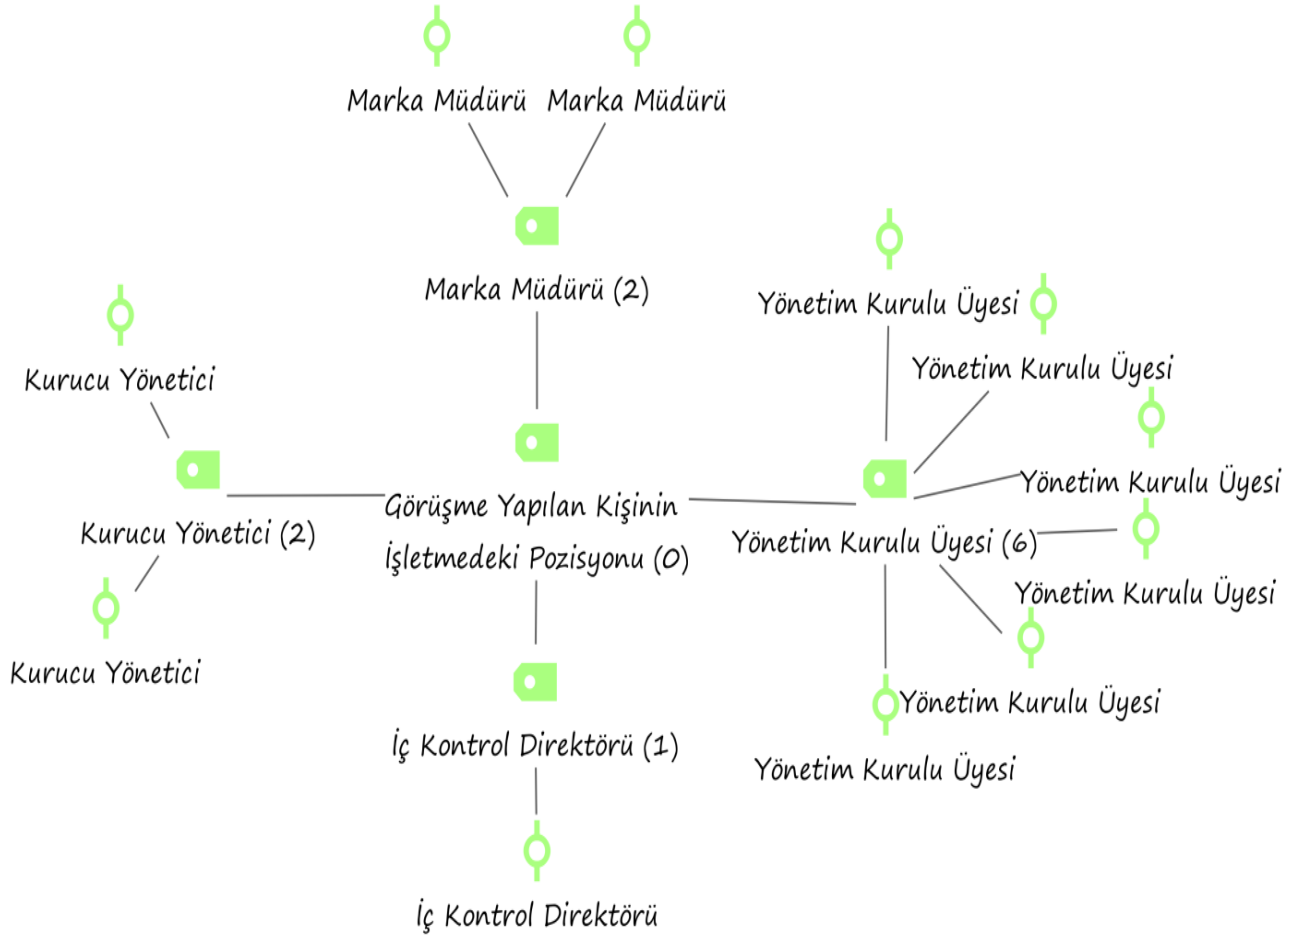 Marka Müdürü Marka Müdürü
Marka Müdürü (2)
Yönetim Kurulu Üyesi
Yönetim Kurulu Üyesi
Kurucu Yönetici
Yönetim Kurulu Üyesi
Görüşme Yapılan Kişinin
İşletmedeki Pozisyonu (0)
Kurucu Yönetici (2)
Yönetim Kurulu Üyesi (6)
Yönetim Kurulu Üyesi
Kurucu Yönetici
Yönetim Kurulu Üyesi
İç Kontrol Direktörü (1)
Yönetim Kurulu Üyesi
İç Kontrol Direktörü